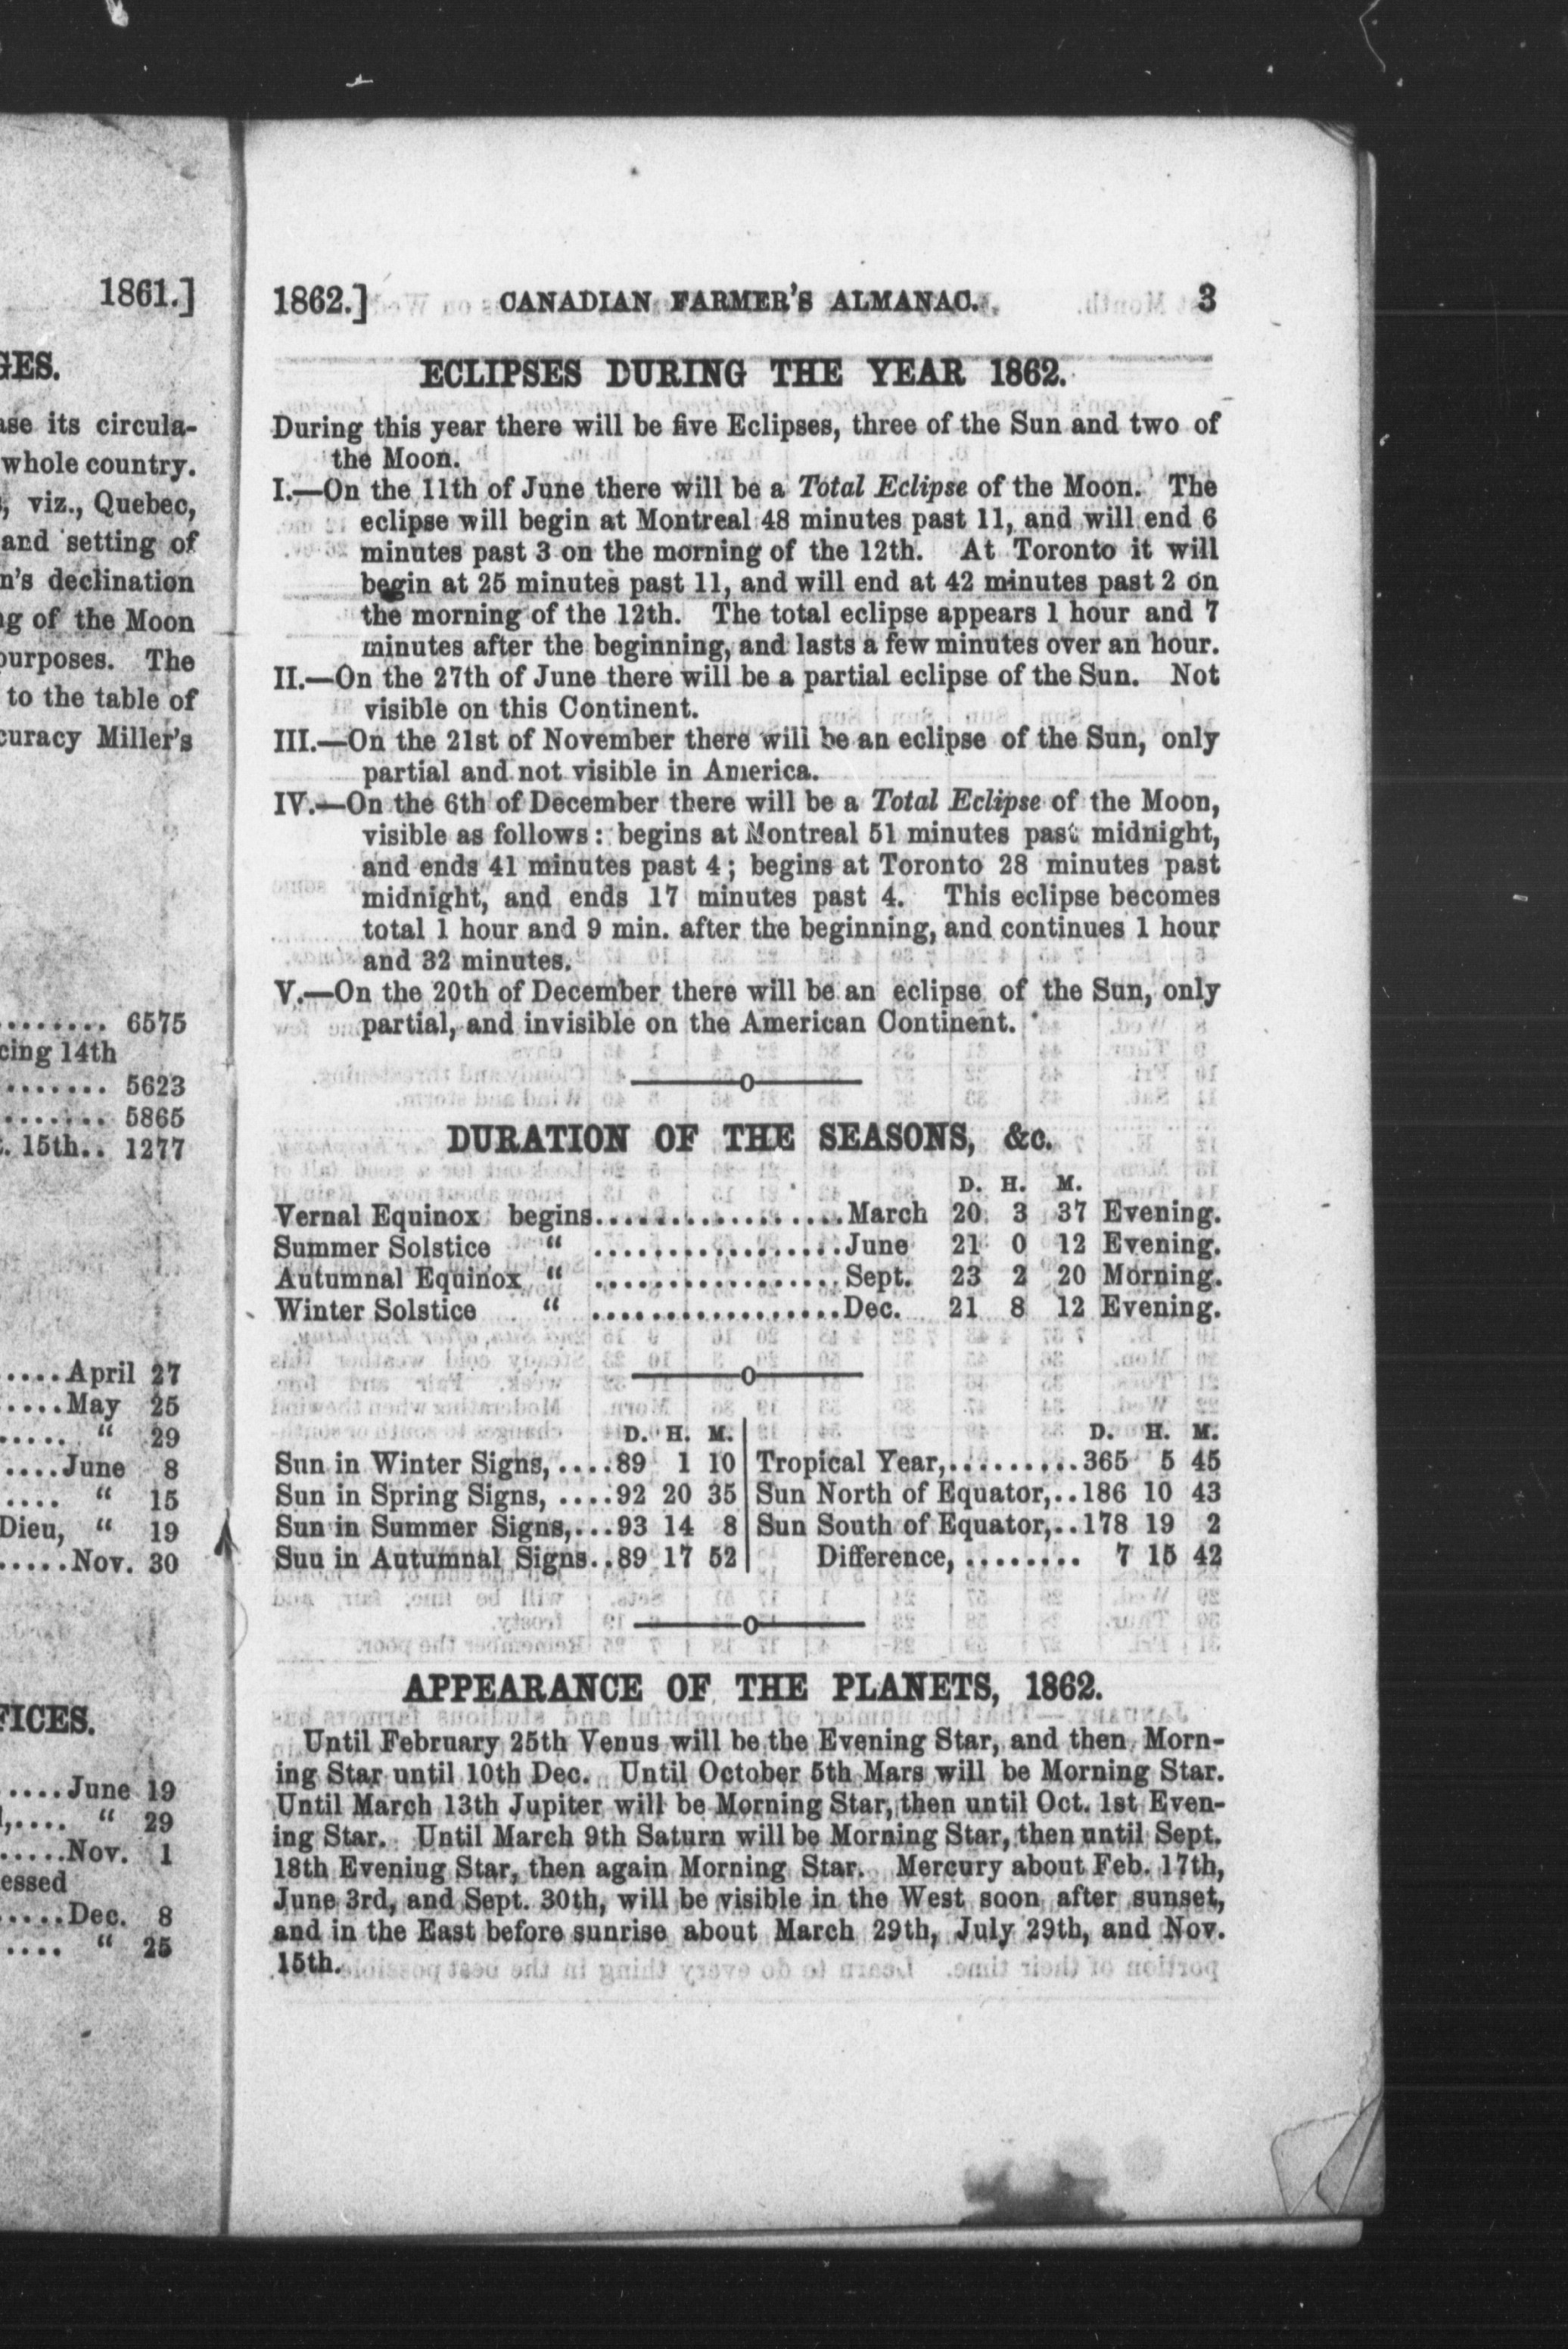 1861.]
GES.
ase its circula-
whole country.
viz., Quebec,
and setting of
n's declination
ng of the Moon
purposes. The
to the table of
curacy Miller's
........ 6575
cing 14th
....... 5623
....... 5865
. 15th.. 1277
....April 27
....May 25
..... " 29
....June 8
.... " 15
Dieu, " 19
.....Nov. 30
FICES.
....June 19
.... " 29
.....Nov. 1
essed
....Dec. 8
.... " 25
1862.] CANADIAN FARMER'S ALMANAC. 3
ECLIPSES DURING THE YEAR 1862.
During this year there will be five Eclipses, three of the Sun and two of
the Moon.
I.—On the 11th of June there will be a Total Eclipse of the Moon. The
eclipse will begin at Montreal 48 minutes past 11, and will end 6
minutes past 3 on the morning of the 12th. At Toronto it will
begin at 25 minutes past 11, and will end at 42 minutes past 2 on
the morning of the 12th. The total eclipse appears 1 hour and 7
minutes after the beginning, and lasts a few minutes over an hour.
II.—On the 27th of June there will be a partial eclipse of the Sun. Not
visible on this Continent.
III.—On the 21st of November there will be an eclipse of the Sun, only
partial and not visible in America.
IV.—On the 6th of December there will be a Total Eclipse of the Moon,
visible as follows: begins at Montreal 51 minutes past midnight,
and ends 41 minutes past 4; begins at Toronto 28 minutes past
midnight, and ends 17 minutes past 4. This eclipse becomes
total 1 hour and 9 min. after the beginning, and continues 1 hour
and 32 minutes.
V.—On the 20th of December there will be an eclipse of the Sun, only
partial, and invisible on the American Continent.
DURATION OF THE SEASONS, &c.
D. H. M.
Vernal Equinox begins.................March 20 3 37 Evening.
Summer Solstice " .................June 21 0 12 Evening.
Autumnal Equinox " .................Sept. 23 2 20 Morning.
Winter Solstice " .................Dec. 21 8 12 Evening.
D. H. M.
Sun in Winter Signs, ....89 1 10
Sun in Spring Signs, ....92 20 35
Sun in Summer Signs,...93 14 8
Sun in Autumnal Signs..89 17 52
D. H. M.
Tropical Year,.........365 5 45
Sun North of Equator,..186 10 43
Sun South of Equator,..178 19 2
Difference, ........ 7 15 42
APPEARANCE OF THE PLANETS, 1862.
Until February 25th Venus will be the Evening Star, and then Morn-
ing Star until 10th Dec. Until October 5th Mars will be Morning Star.
Until March 13th Jupiter will be Morning Star, then until Oct. 1st Even-
ing Star. Until March 9th Saturn will be Morning Star, then until Sept.
18th Eveniug Star, then again Morning Star. Mercury about Feb. 17th,
June 3rd, and Sept. 30th, will be visible in the West soon after sunset,
and in the East before sunrise about March 29th, July 29th, and Nov.
15th.